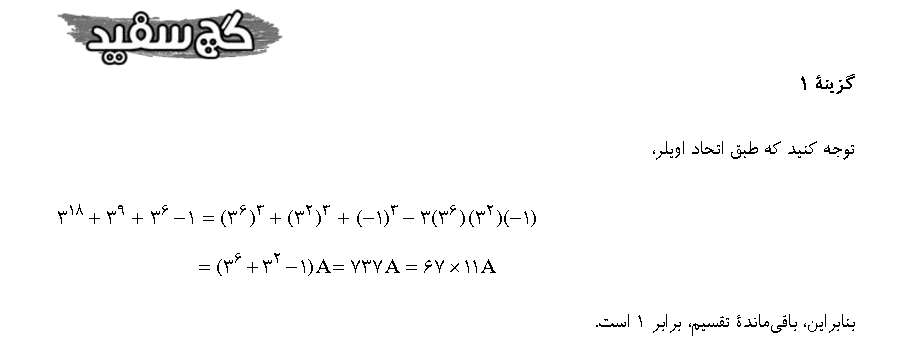 گچ سفید
گزینهٔ ۱
توجه کنید که طبق اتحاد اویلر،
۳^۱۸ + ۳^۹ + ۳^۶ − ۱ = (۳^۶)^۳ + (۳^۲)^۳ + (−۱)^۳ − ۳(۳^۶)(۳^۲)(−۱)
= (۳^۶ + ۳^۲ − ۱)A = ۷۳۷A = ۶۷ × ۱۱A
بنابراین، باقی‌ماندهٔ تقسیم، برابر ۱ است.